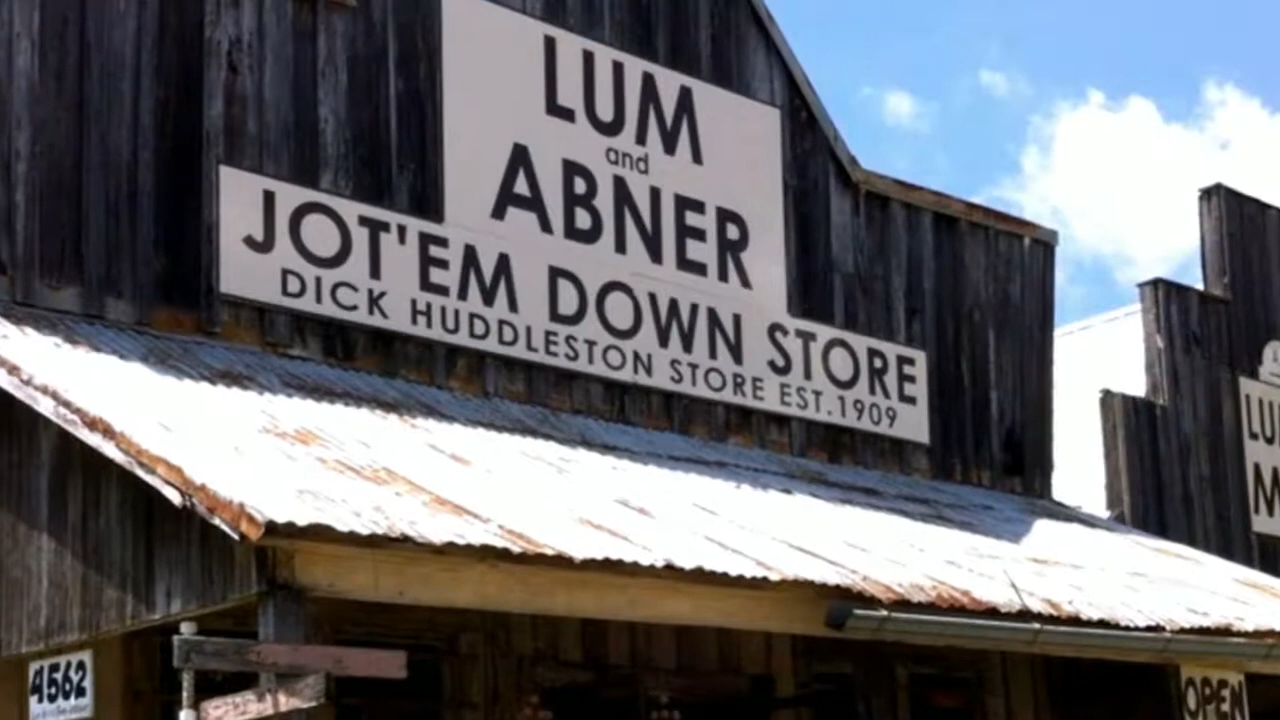 LUM
and
ABNER
JOT'EM DOWN STORE
DICK HUDDLESTON STORE EST.1909
4562
OPEN